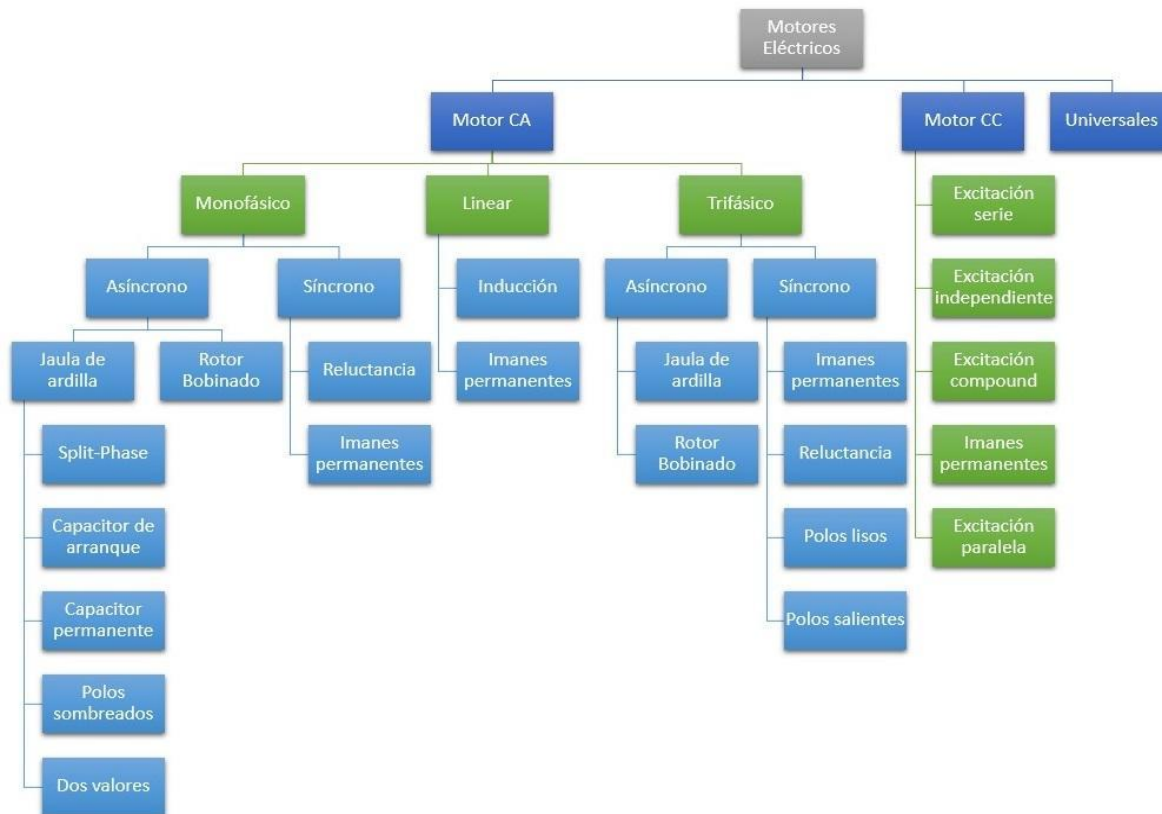 Motores
Eléctricos
Motor CA
Motor CC
Universales
Monofásico
Linear
Trifásico
Excitación
serie
Asíncrono
Síncrono
Inducción
Asíncrono
Síncrono
Excitación
independiente
Jaula de
ardilla
Rotor
Bobinado
Reluctancia
Imanes
permanentes
Jaula de
ardilla
Imanes
permanentes
Excitación
compound
Split-Phase
Imanes
permanentes
Rotor
Bobinado
Reluctancia
Imanes
permanentes
Capacitor de
arranque
Polos lisos
Excitación
paralela
Capacitor
permanente
Polos salientes
Polos
sombreados
Dos valores